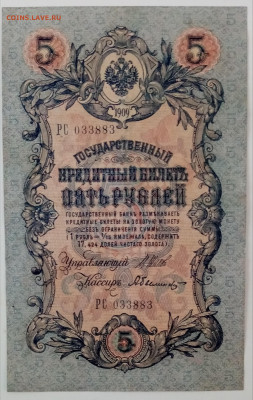 COINS.LAVE.RU
5 5
1909
РС 033883
ГОСУДАРСТВЕННЫЙ
КРЕДИТНЫЙ БИЛЕТЪ
ПЯТЬ РУБЛЕЙ
ГОСУДАРСТВЕННЫЙ БАНКЪ РАЗМѢНИВАЕТЪ
КРЕДИТНЫЕ БИЛЕТЫ НА ЗОЛОТУЮ МОНЕТУ
БЕЗЪ ОГРАНИЧЕНІЯ СУММЫ
(1 РУБЛЬ = 1/15 ИМПЕРІАЛА, СОДЕРЖИТЪ
17,424 ДОЛЕЙ ЧИСТАГО ЗОЛОТА).
Управляющій
Кассиръ
РС 033883
5